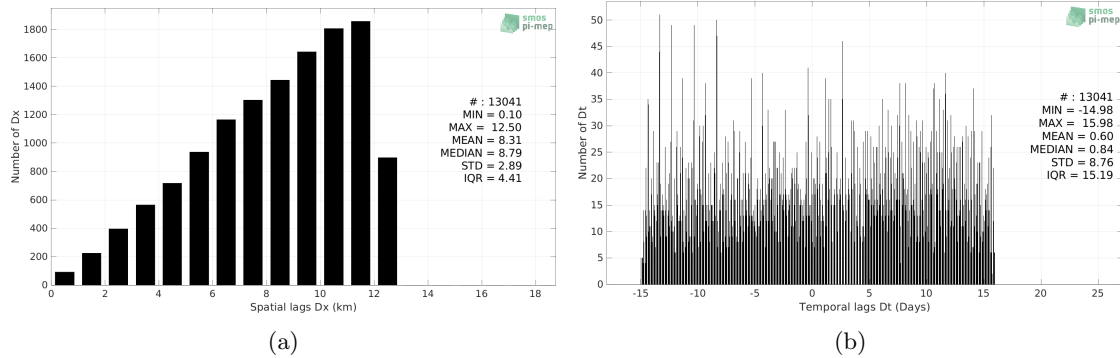 1800
1600
1400
1200
1000
800
600
400
200
0
Number of Dx
0 2 4 6 8 10 12 14 16 18
Spatial lags Dx (km)
smos
pi-mep
# : 13041
MIN = 0.10
MAX = 12.50
MEAN = 8.31
MEDIAN = 8.79
STD = 2.89
IQR = 4.41
(a)
50
45
40
35
30
25
20
15
10
5
0
Number of Dt
-15 -10 -5 0 5 10 15 20 25
Temporal lags Dt (Days)
smos
pi-mep
# : 13041
MIN = -14.98
MAX = 15.98
MEAN = 0.60
MEDIAN = 0.84
STD = 8.76
IQR = 15.19
(b)